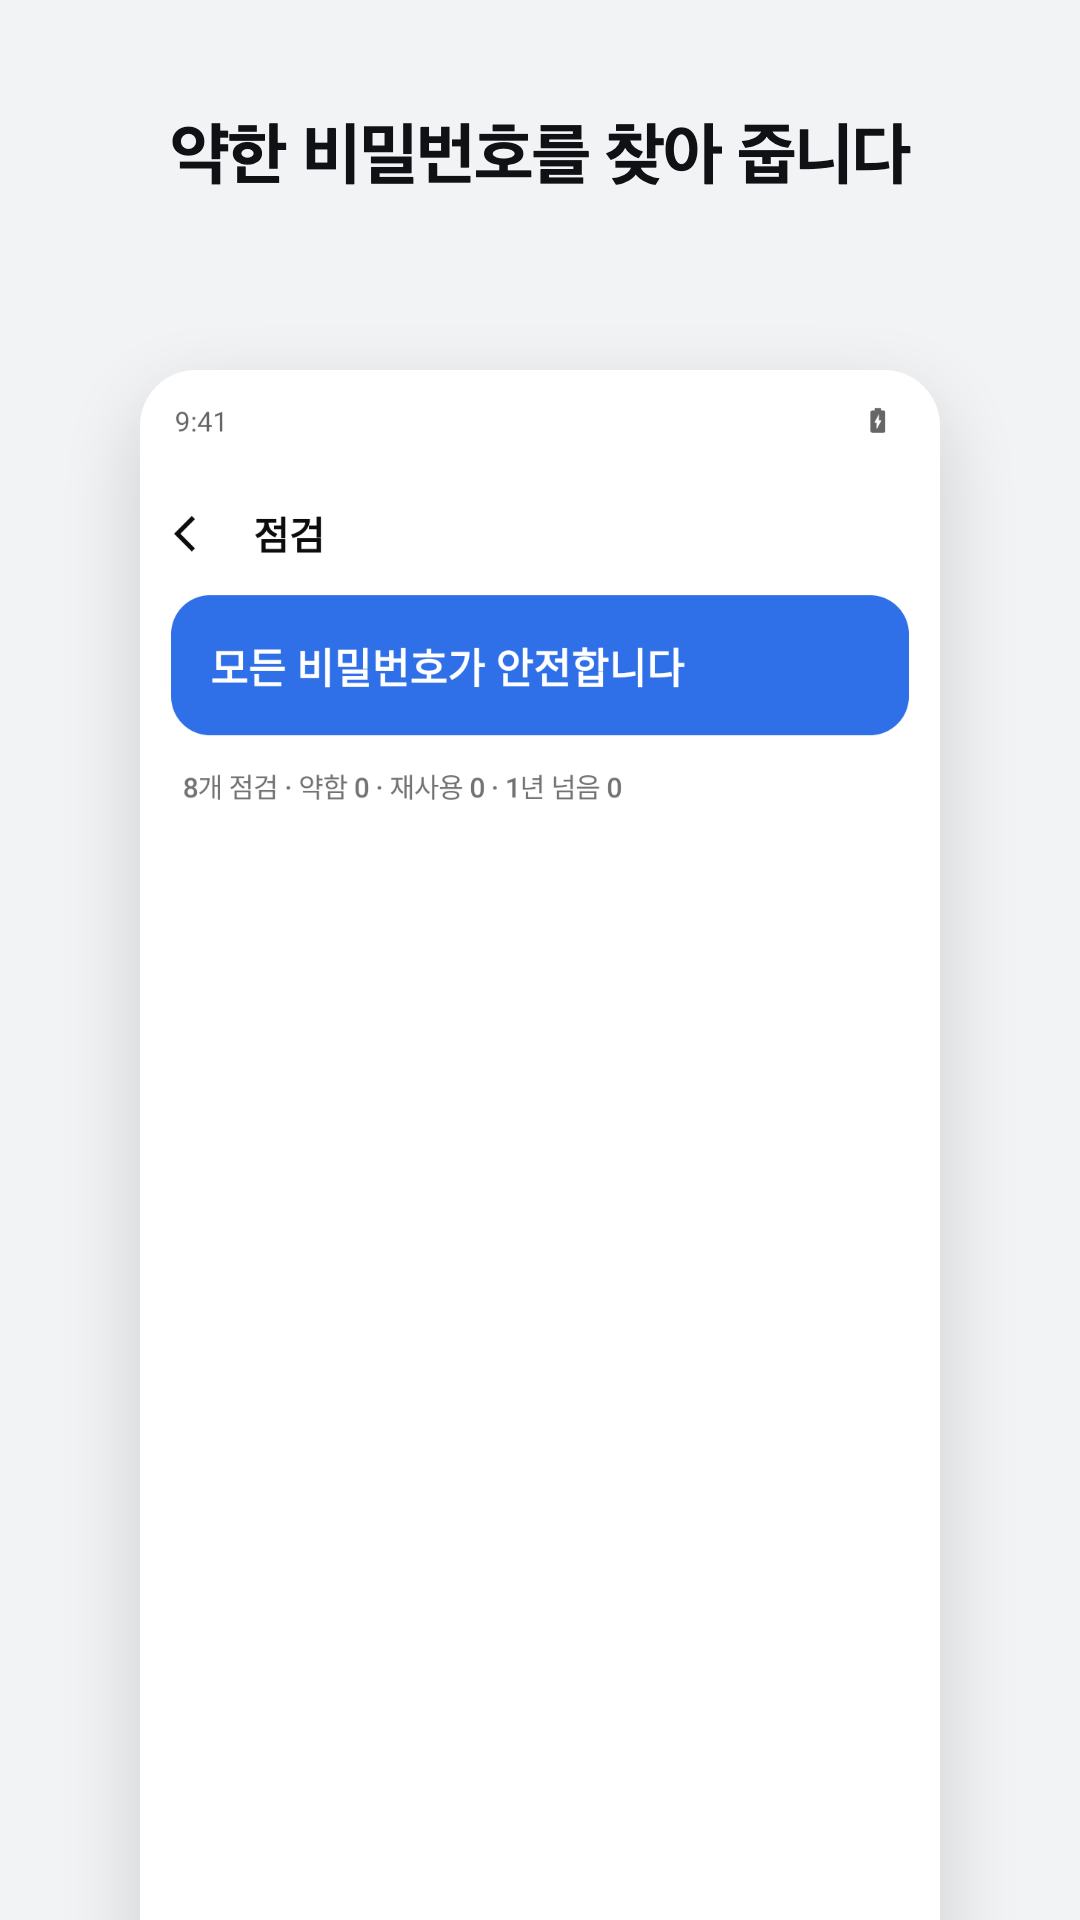 약한 비밀번호를 찾아 줍니다
9:41
점검
모든 비밀번호가 안전합니다
8개 점검 · 약함 0 · 재사용 0 · 1년 넘음 0